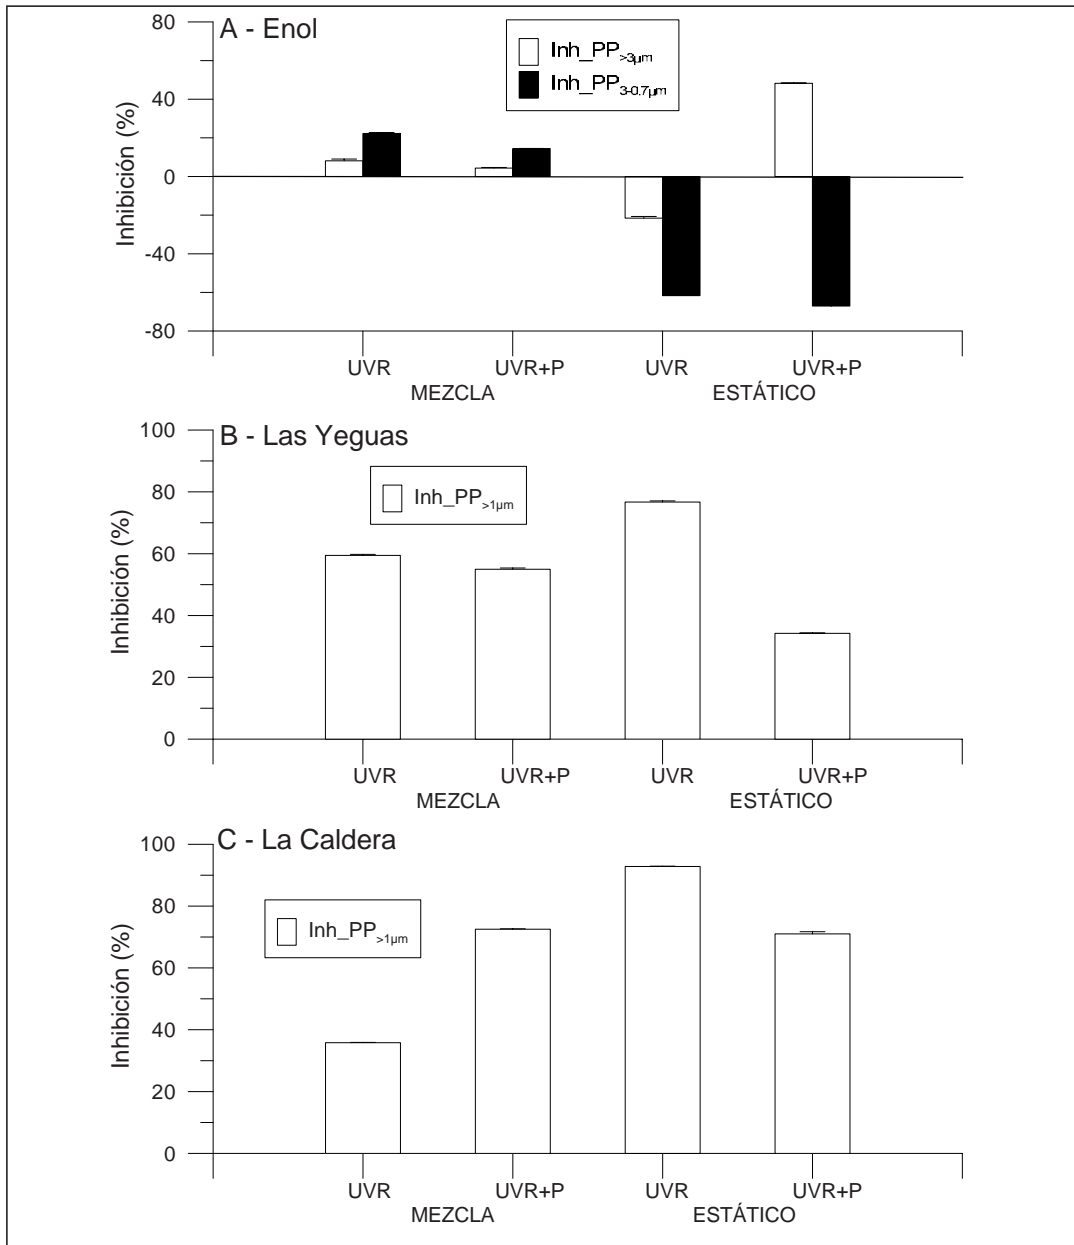 A - Enol
Inh_PP>3µm
Inh_PP3-0.7µm
80
40
0
-40
-80
Inhibición (%)
UVR UVR+P UVR UVR+P
MEZCLA ESTÁTICO
B - Las Yeguas
Inh_PP>1µm
100
80
60
40
20
0
Inhibición (%)
UVR UVR+P UVR UVR+P
MEZCLA ESTÁTICO
C - La Caldera
Inh_PP>1µm
100
80
60
40
20
0
Inhibición (%)
UVR UVR+P UVR UVR+P
MEZCLA ESTÁTICO